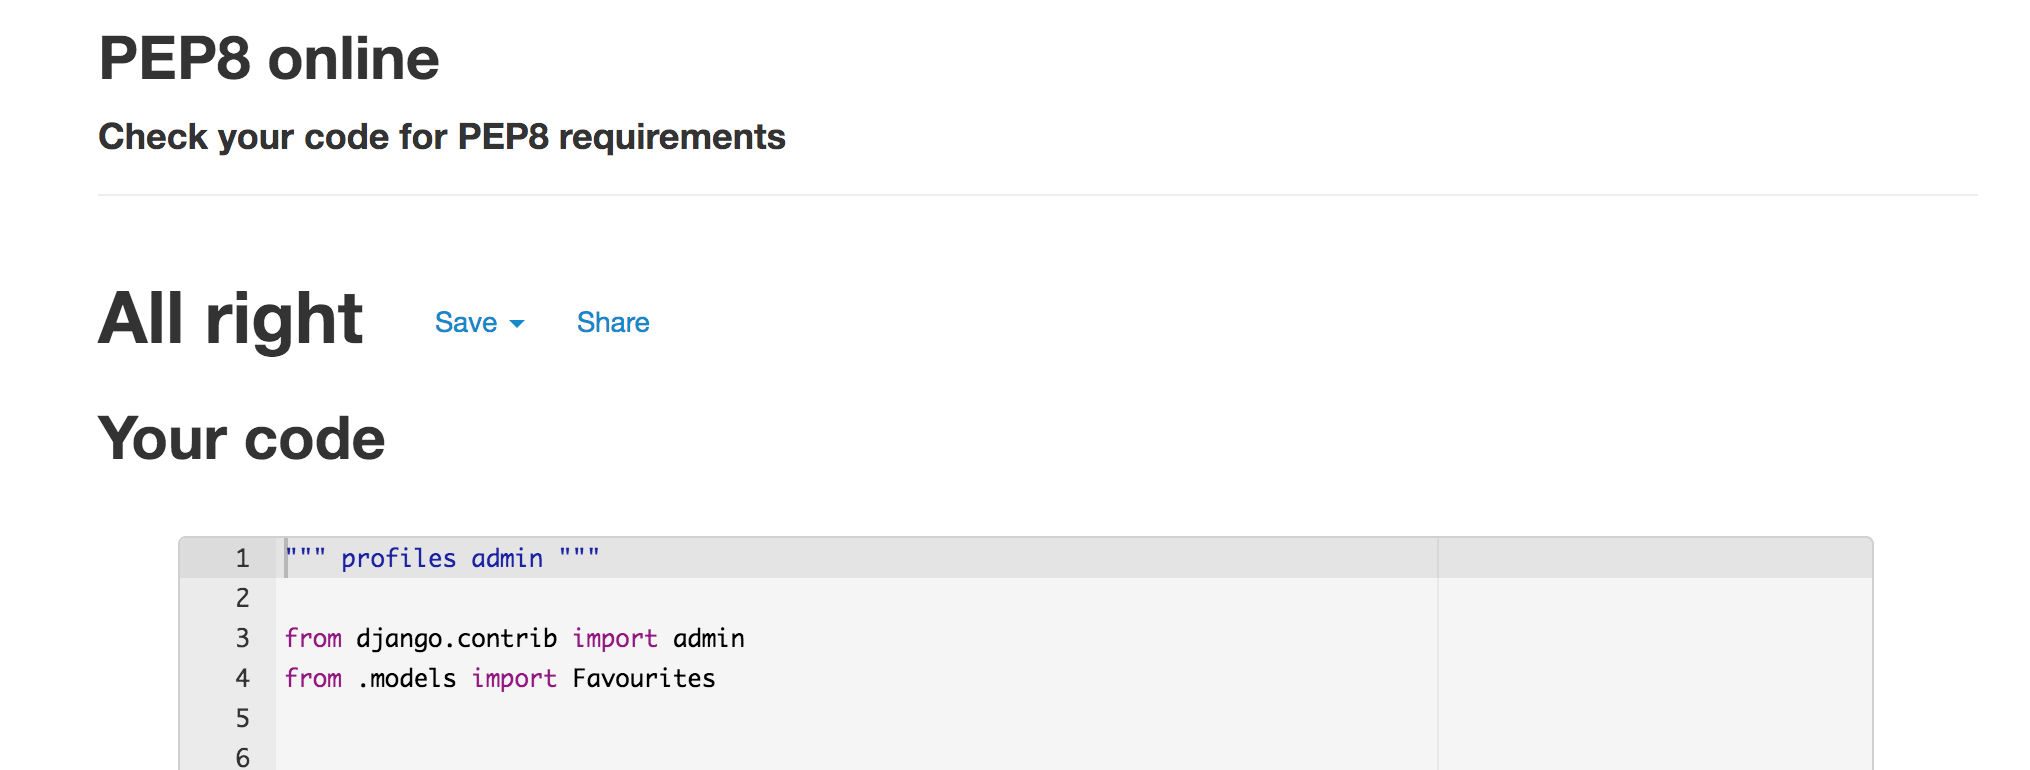 PEP8 online
Check your code for PEP8 requirements
All right Save Share
Your code
1 """ profiles admin """
2
3 from django.contrib import admin
4 from .models import Favourites
5
6